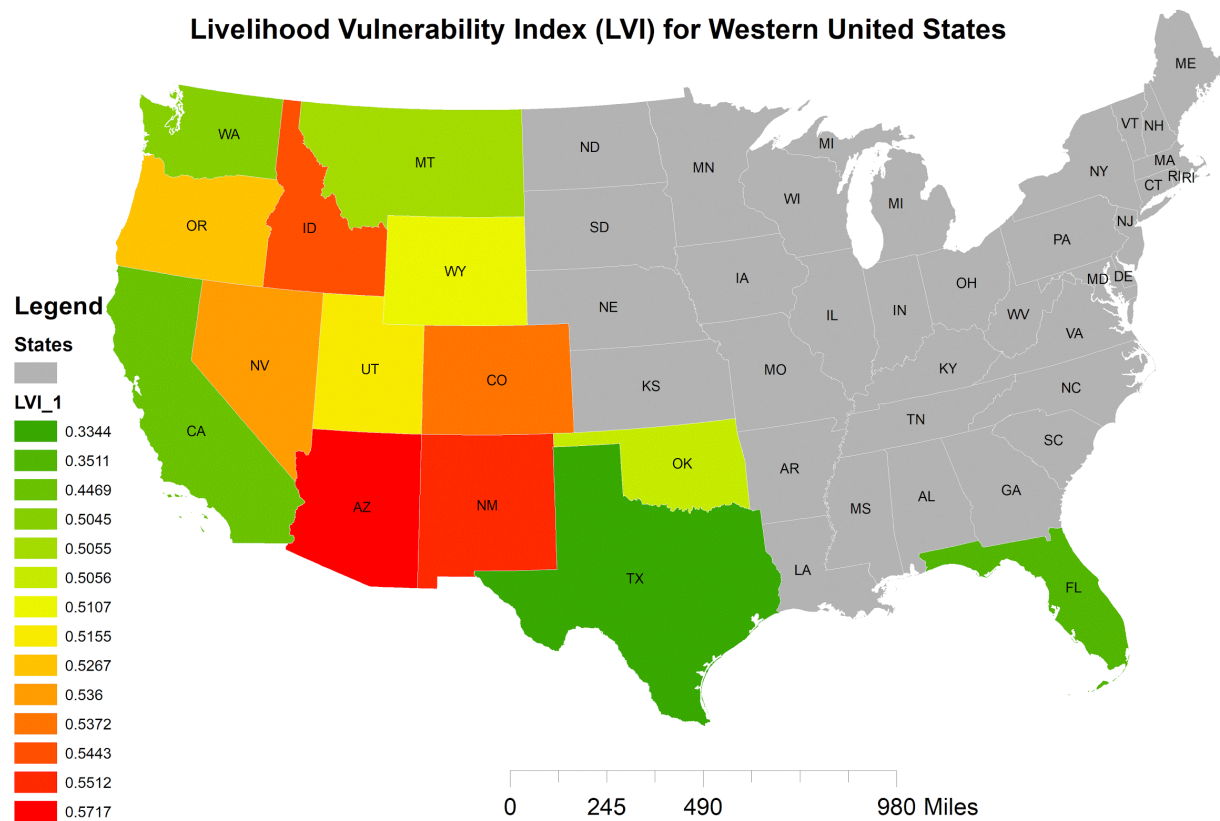 Livelihood Vulnerability Index (LVI) for Western United States
ME
WA
VT NH
MT
ND
MI
MN
MA
NY
RI RI
CT
WI
MI
OR
ID
SD
NJ
PA
WY
IA
OH
MD DE
Legend
NE
IL
IN
WV
VA
States
NV
UT
CO
KS
MO
KY
NC
LVI_1
TN
CA
SC
0.3344
OK
AR
0.3511
GA
0.4469
AZ
NM
MS
AL
0.5045
0.5055
TX
LA
FL
0.5056
0.5107
0.5155
0.5267
0.536
0.5372
0.5443
0.5512
0.5717
0 245 490 980 Miles